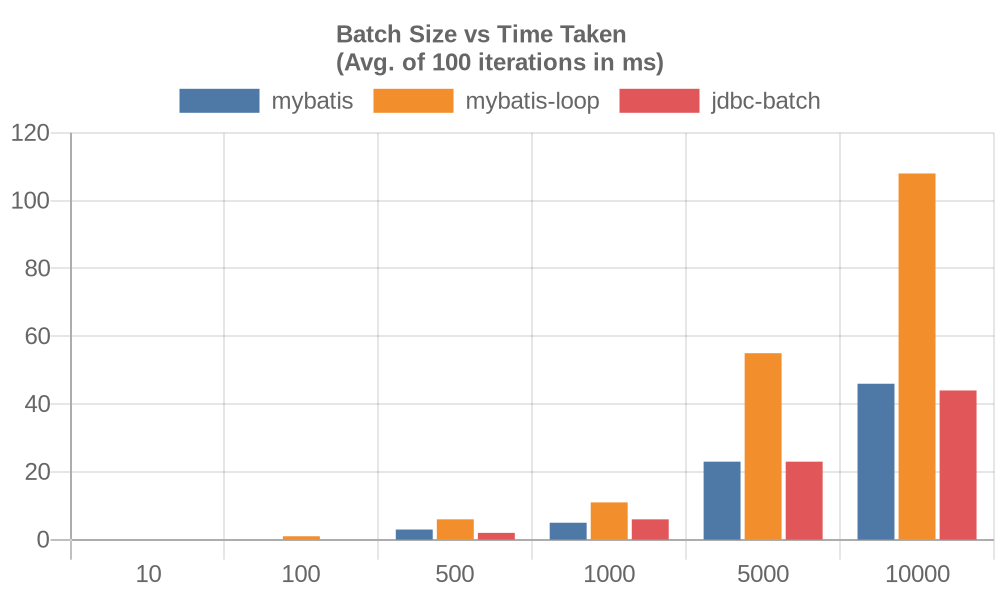 Batch Size vs Time Taken
(Avg. of 100 iterations in ms)
mybatis mybatis-loop jdbc-batch
120
100
80
60
40
20
0
10 100 500 1000 5000 10000